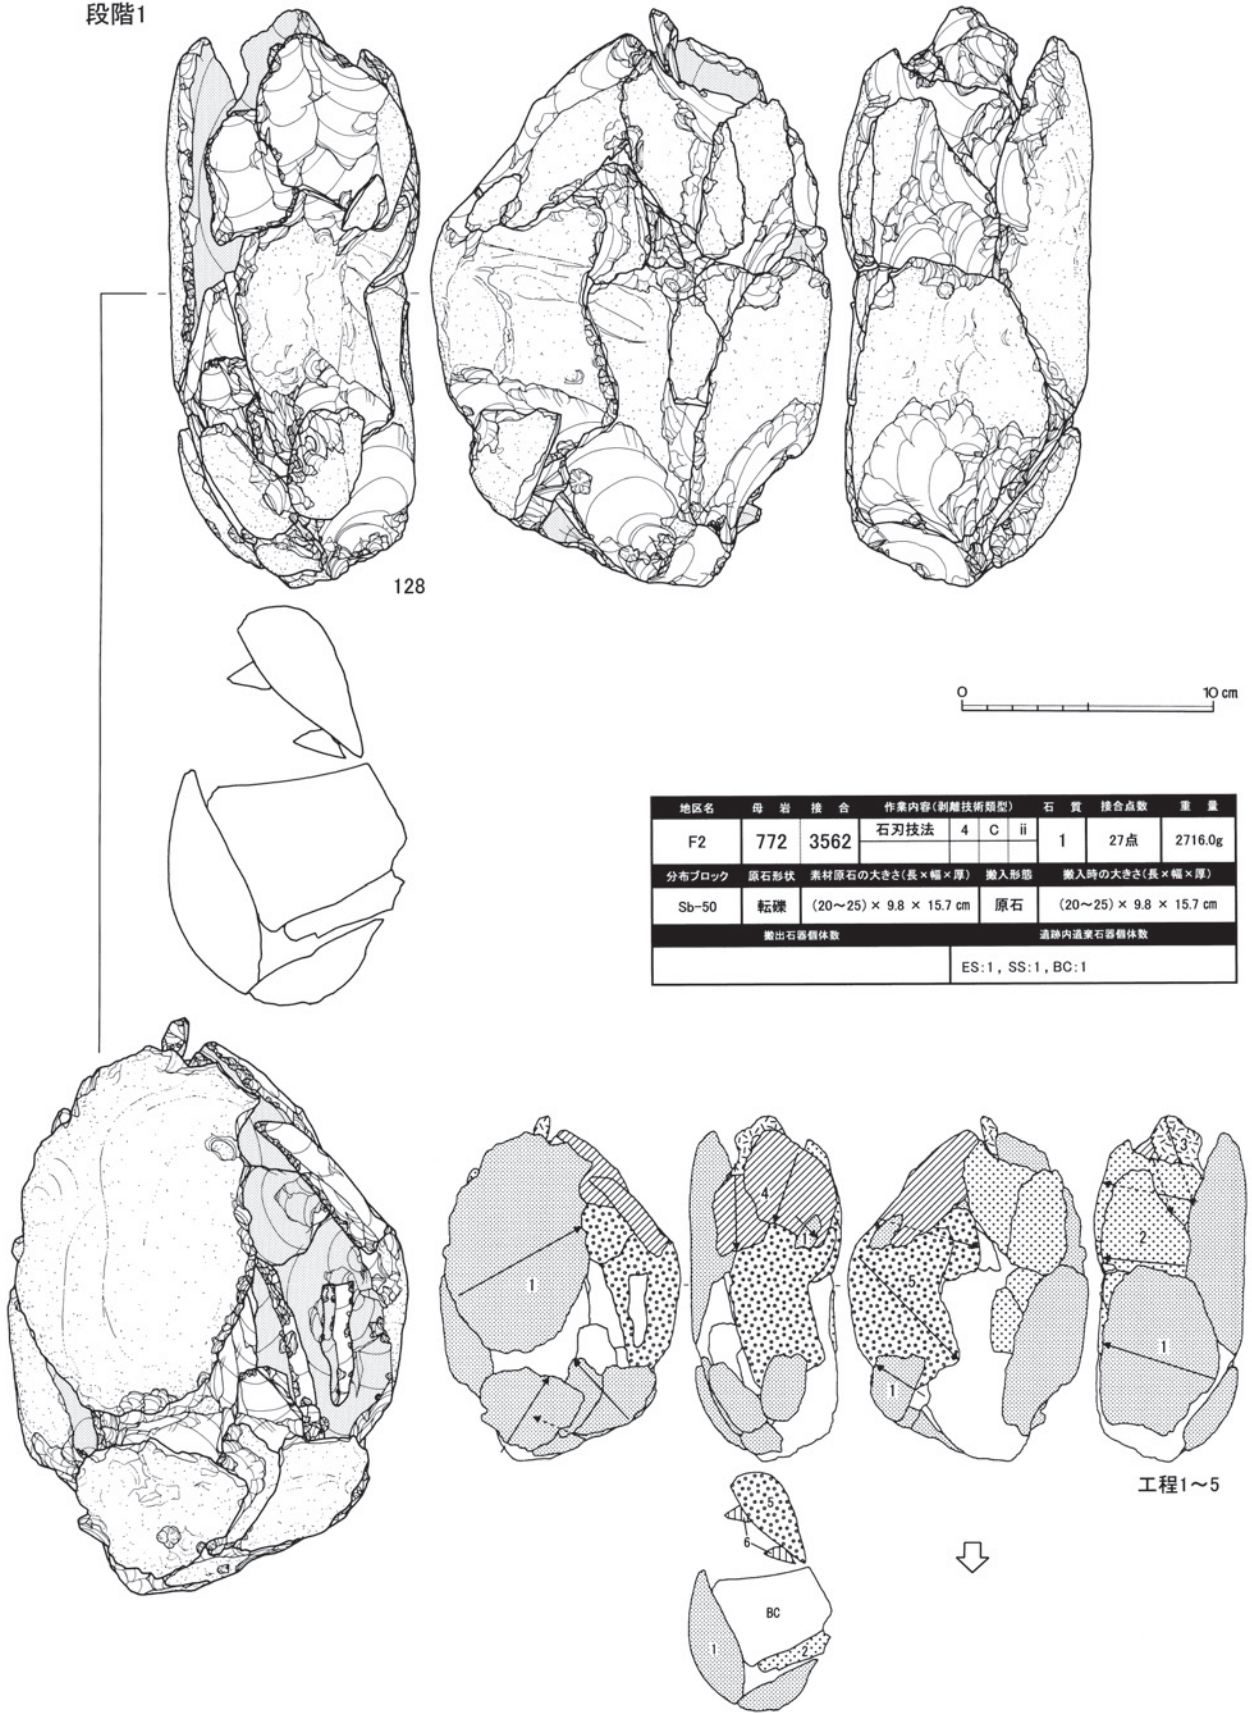 段階1
128
0 10 cm
地区名 母岩 接合 作業内容(剥離技術類型) 石質 接合点数 重量
F2 772 3562 石刃技法 4 C ii 1 27点 2716.0g
分布ブロック 原石形状 素材原石の大きさ(長×幅×厚) 搬入形態 搬入時の大きさ(長×幅×厚)
Sb-50 転礫 (20~25)× 9.8 × 15.7 cm 原石 (20~25)× 9.8 × 15.7 cm
搬出石器個体数 遺跡内遺棄石器個体数
ES:1, SS:1, BC:1
1
4
1
5
1
3
2
1
工程1~5
5
6
BC
1
2